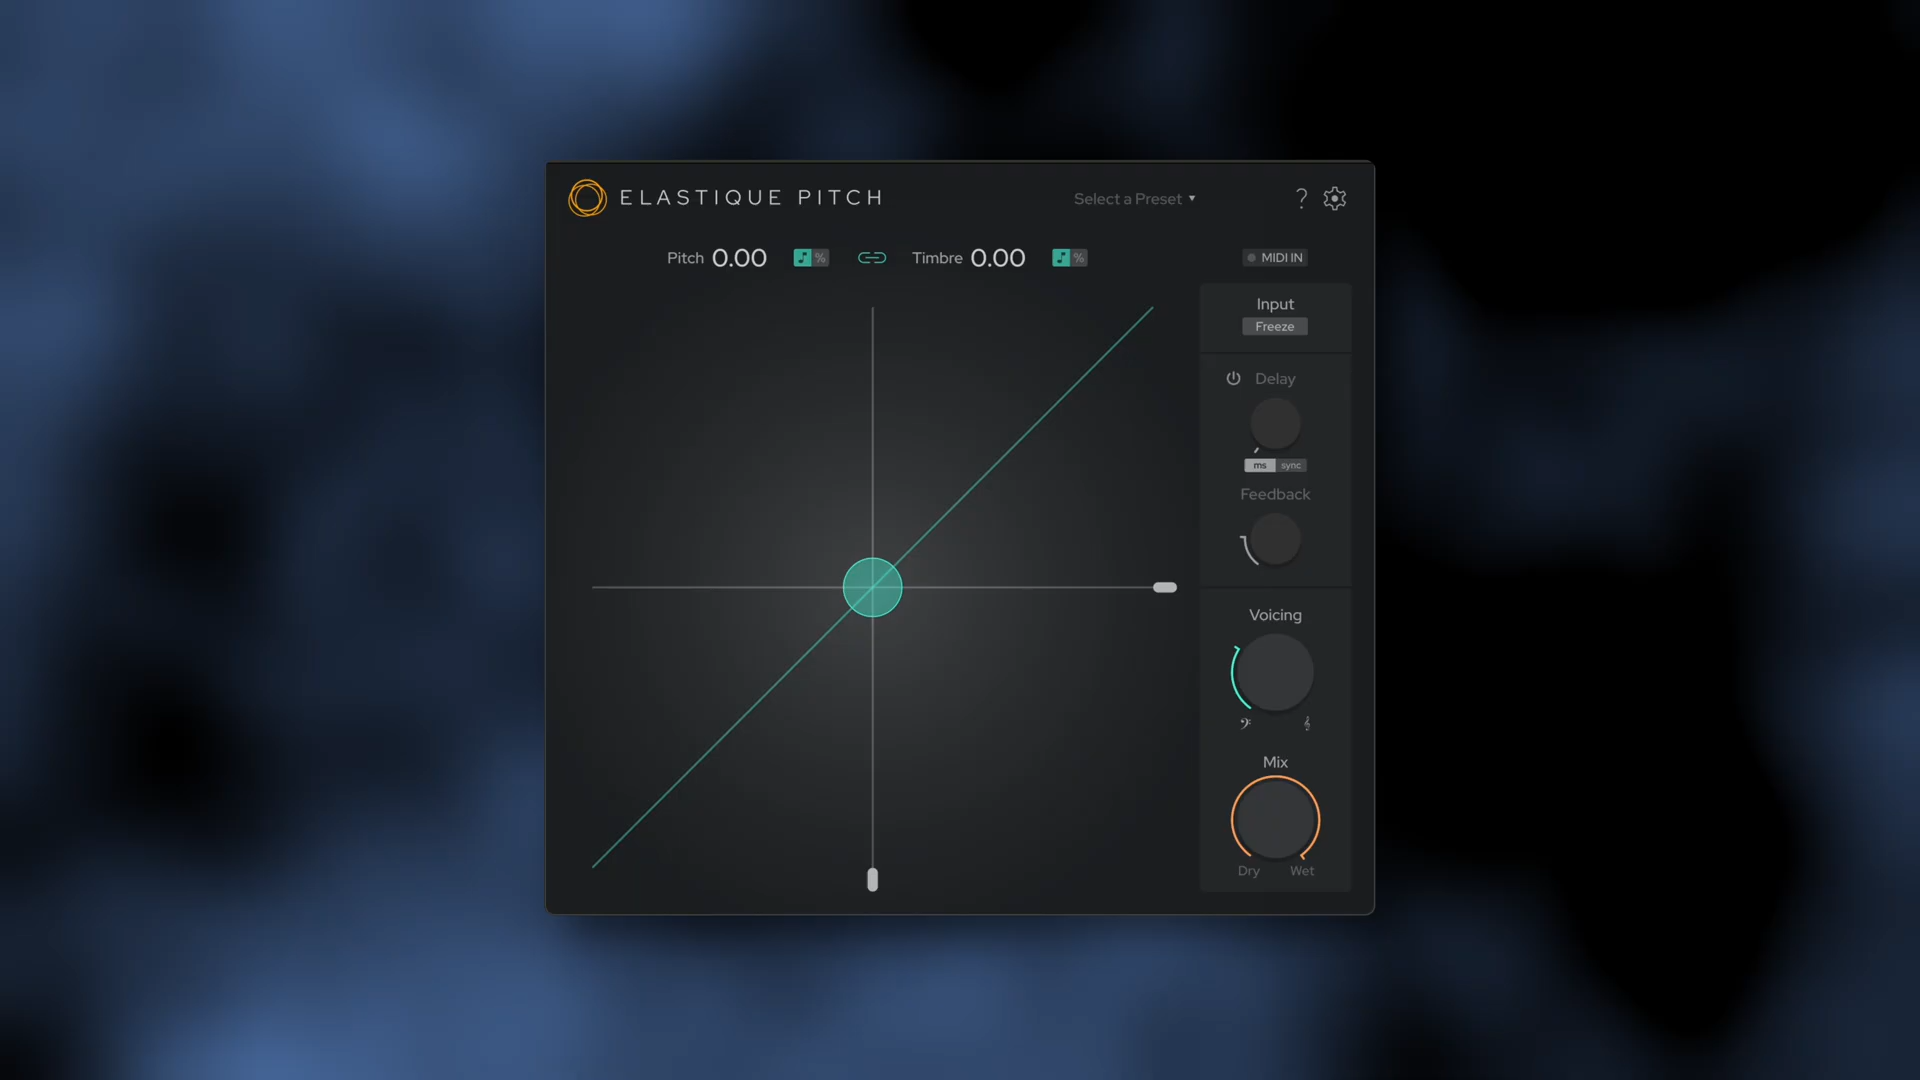 ELASTIQUE PITCH
Select a Preset
?
Pitch 0.00
%
Timbre 0.00
%
MIDI IN
Input
Freeze
Delay
ms sync
Feedback
Voicing
Mix
Dry Wet